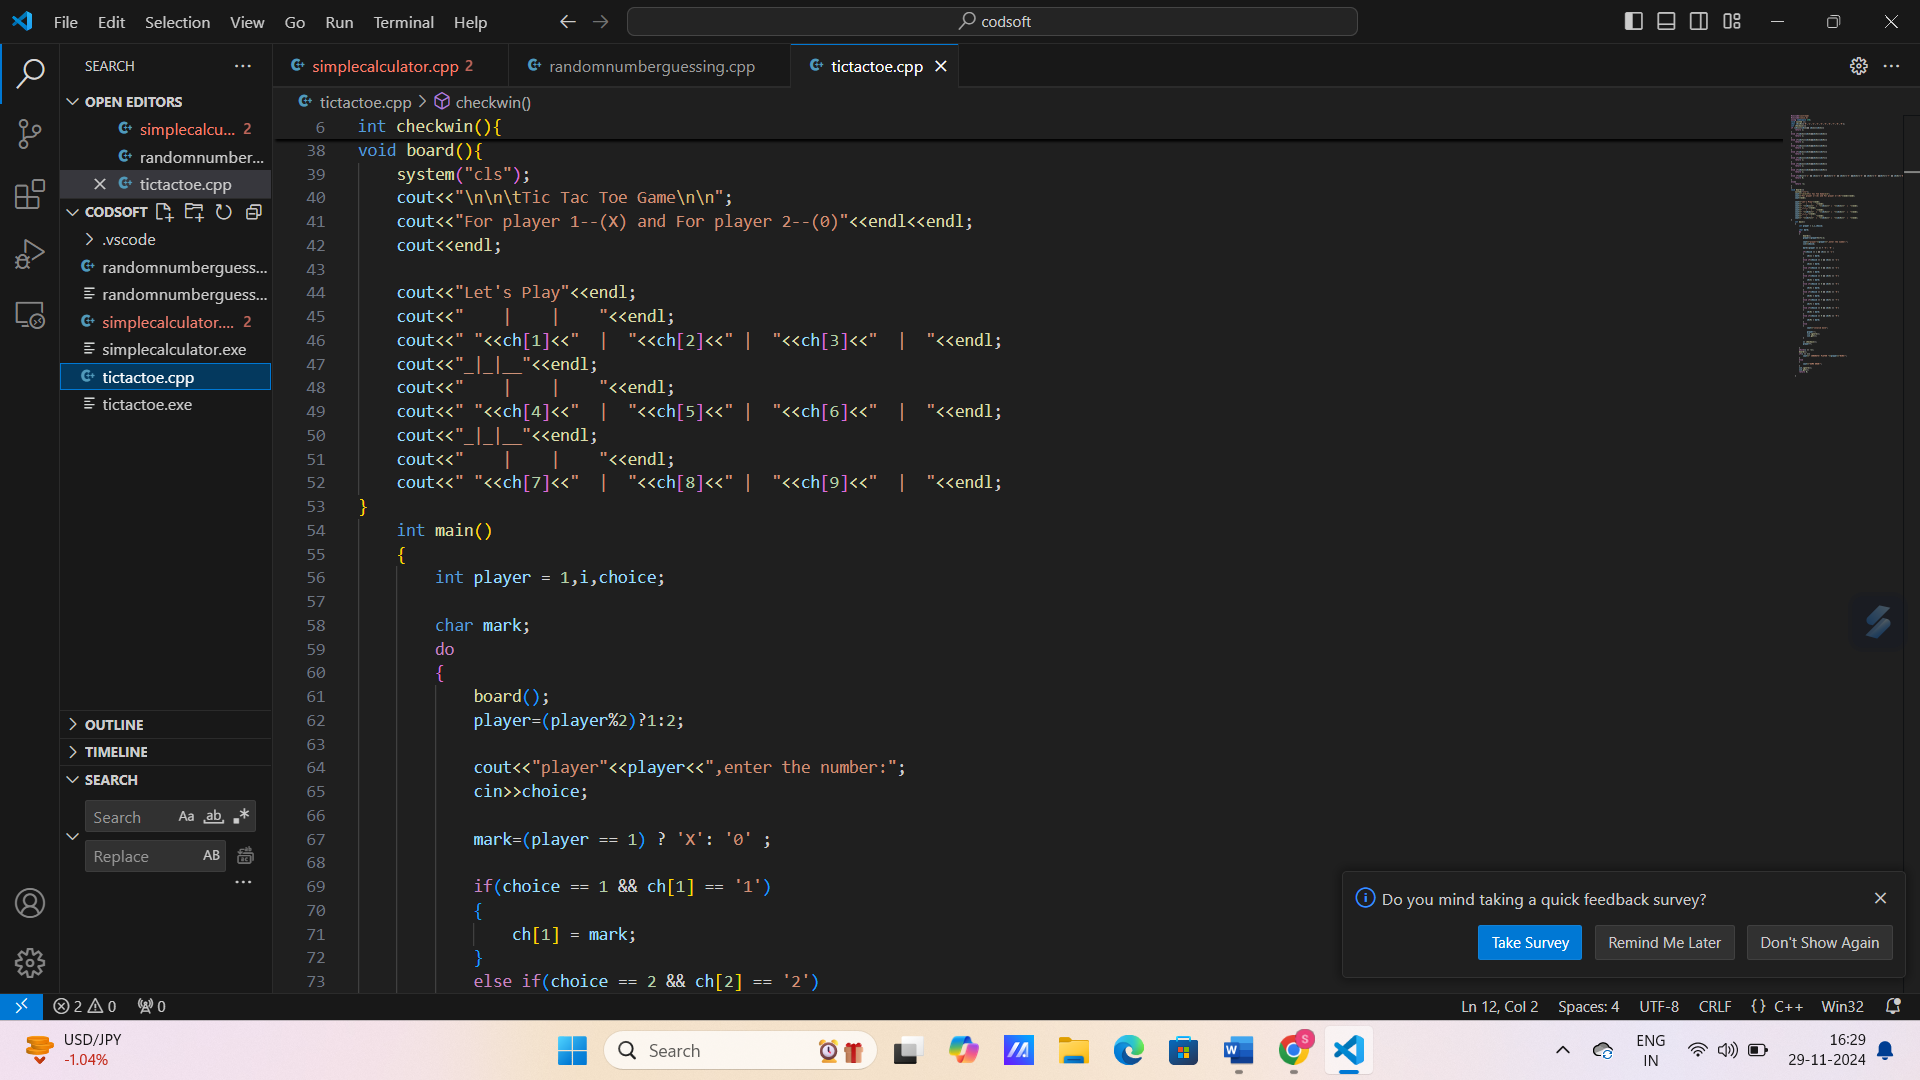 File Edit Selection View Go Run Terminal Help
codsoft
SEARCH
simplecalculator.cpp 2
randomnumberguessing.cpp
tictactoe.cpp
OPEN EDITORS
simplecalcu... 2
randomnumber...
tictactoe.cpp
CODSOFT
.vscode
randomnumberguess...
randomnumberguess...
simplecalculator.... 2
simplecalculator.exe
tictactoe.cpp
tictactoe.exe
OUTLINE
TIMELINE
SEARCH
Search Aa ab
Replace AB
tictactoe.cpp > checkwin()
6 int checkwin(){
38 void board(){
39 system("cls");
40 cout<<"\n\n\tTic Tac Toe Game\n\n";
41 cout<<"For player 1--(X) and For player 2--(0)"<<endl<<endl;
42 cout<<endl;
43
44 cout<<"Let's Play"<<endl;
45 cout<<"    |    |    "<<endl;
46 cout<<" "<<ch[1]<<"  |  "<<ch[2]<<" |  "<<ch[3]<<"  |  "<<endl;
47 cout<<"_|_|__"<<endl;
48 cout<<"    |    |    "<<endl;
49 cout<<" "<<ch[4]<<"  |  "<<ch[5]<<" |  "<<ch[6]<<"  |  "<<endl;
50 cout<<"_|_|__"<<endl;
51 cout<<"    |    |    "<<endl;
52 cout<<" "<<ch[7]<<"  |  "<<ch[8]<<" |  "<<ch[9]<<"  |  "<<endl;
53 }
54 int main()
55 {
56 int player = 1,i,choice;
57
58 char mark;
59 do
60 {
61 board();
62 player=(player%2)?1:2;
63
64 cout<<"player"<<player<<",enter the number:";
65 cin>>choice;
66
67 mark=(player == 1) ? 'X': '0' ;
68
69 if(choice == 1 && ch[1] == '1')
70 {
71 ch[1] = mark;
72 }
73 else if(choice == 2 && ch[2] == '2')
Do you mind taking a quick feedback survey?
Take Survey Remind Me Later Don't Show Again
2 0 0
Ln 12, Col 2 Spaces: 4 UTF-8 CRLF {} C++ Win32
USD/JPY
-1.04%
Search
S
ENG
IN
16:29
29-11-2024